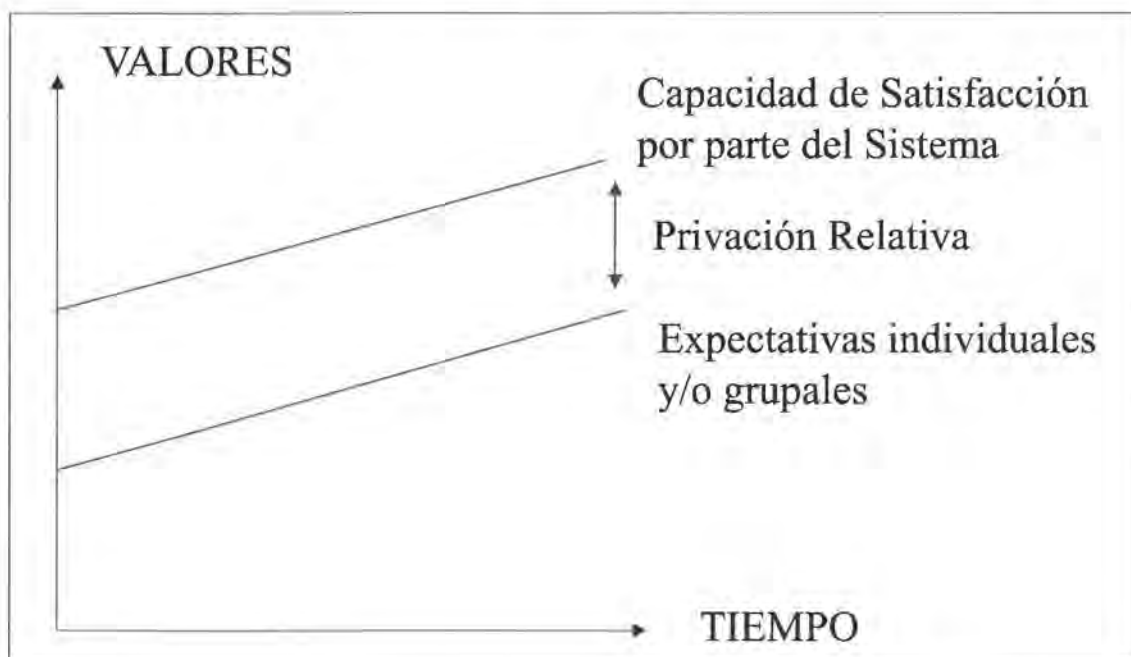 VALORES
Capacidad de Satisfacción
por parte del Sistema
Privación Relativa
Expectativas individuales
y/o grupales
TIEMPO